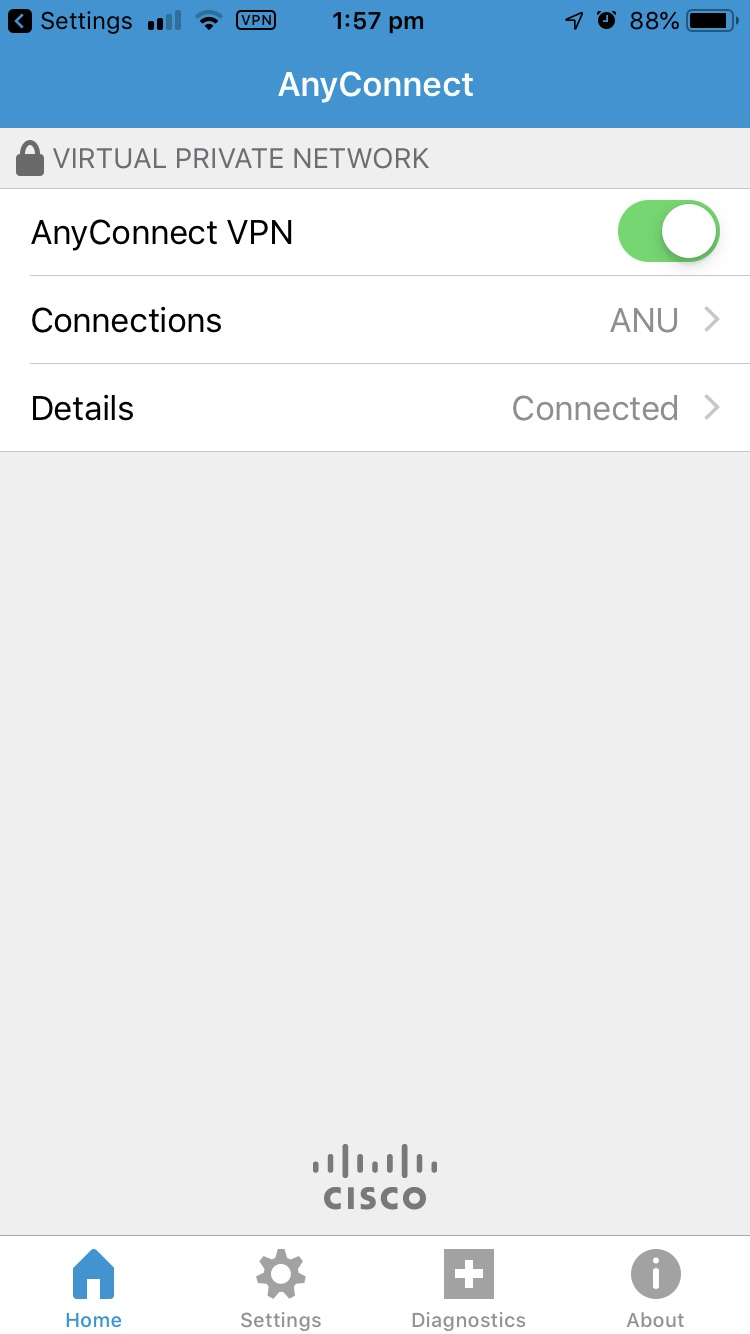 Settings VPN 1:57 pm 88%
AnyConnect
VIRTUAL PRIVATE NETWORK
AnyConnect VPN
Connections ANU
Details Connected
CISCO
Home Settings Diagnostics About